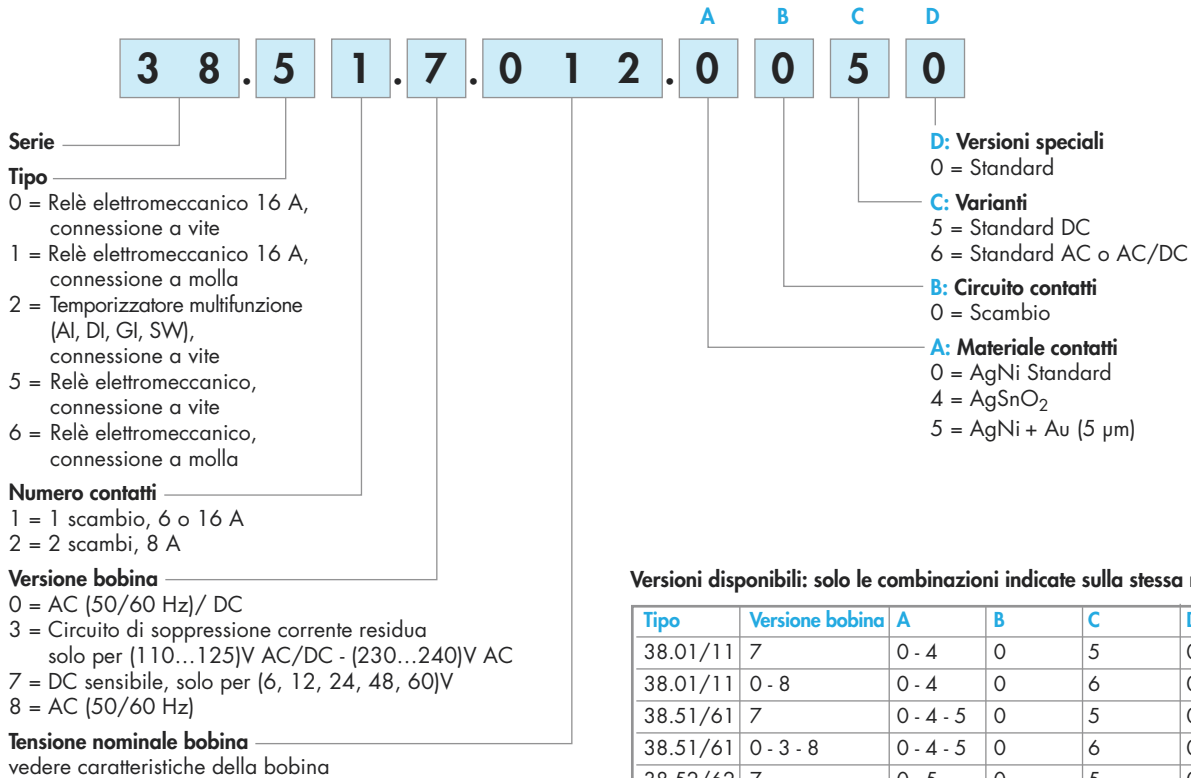 A B C D
3 8 . 5 1 . 7 . 0 1 2 . 0 0 5 0
Serie
Tipo
0 = Relè elettromeccanico 16 A,
connessione a vite
1 = Relè elettromeccanico 16 A,
connessione a molla
2 = Temporizzatore multifunzione
(AI, DI, GI, SW),
connessione a vite
5 = Relè elettromeccanico,
connessione a vite
6 = Relè elettromeccanico,
connessione a molla
Numero contatti
1 = 1 scambio, 6 o 16 A
2 = 2 scambi, 8 A
Versione bobina
0 = AC (50/60 Hz)/ DC
3 = Circuito di soppressione corrente residua
solo per (110...125)V AC/DC - (230...240)V AC
7 = DC sensibile, solo per (6, 12, 24, 48, 60)V
8 = AC (50/60 Hz)
Tensione nominale bobina
vedere caratteristiche della bobina
D: Versioni speciali
0 = Standard
C: Varianti
5 = Standard DC
6 = Standard AC o AC/DC
B: Circuito contatti
0 = Scambio
A: Materiale contatti
0 = AgNi Standard
4 = AgSnO₂
5 = AgNi + Au (5 µm)
Versioni disponibili: solo le combinazioni indicate sulla stessa
Tipo Versione bobina A B C
38.01/11 7 0 - 4 0 5
38.01/11 0 - 8 0 - 4 0 6
38.51/61 7 0 - 4 - 5 0 5
38.51/61 0 - 3 - 8 0 - 4 - 5 0 6
38.52/62 7 0 - 5 0 5